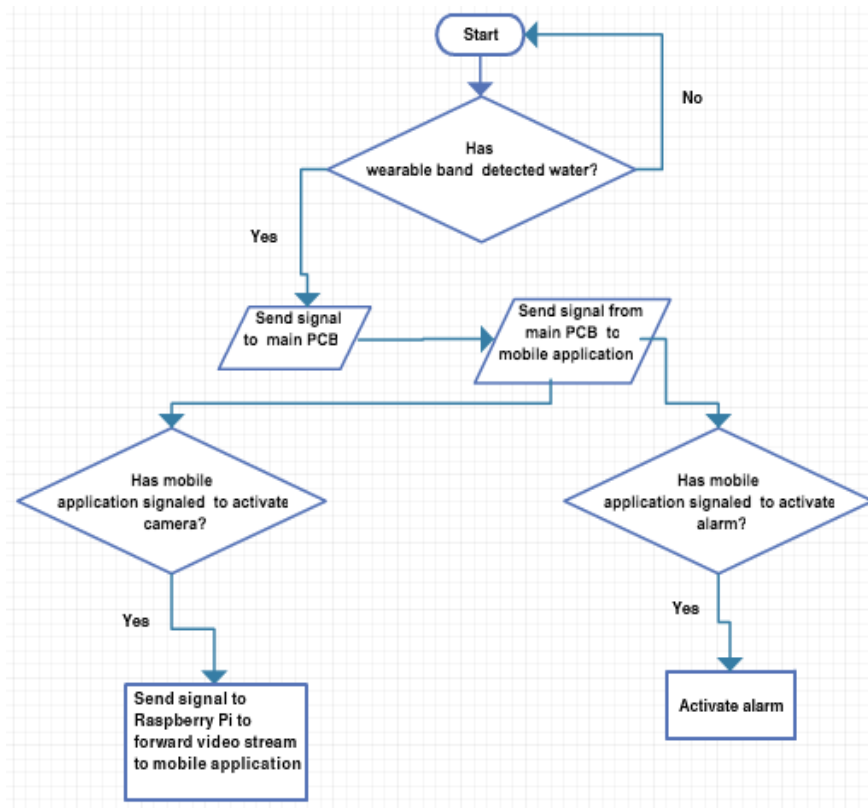 Start
No
Has
wearable band detected water?
Yes
Send signal
to main PCB
Send signal from
main PCB to
mobile application
Has mobile
application signaled to activate
camera?
Has mobile
application signaled to activate
alarm?
Yes
Yes
Send signal to
Raspberry Pi to
forward video stream
to mobile application
Activate alarm